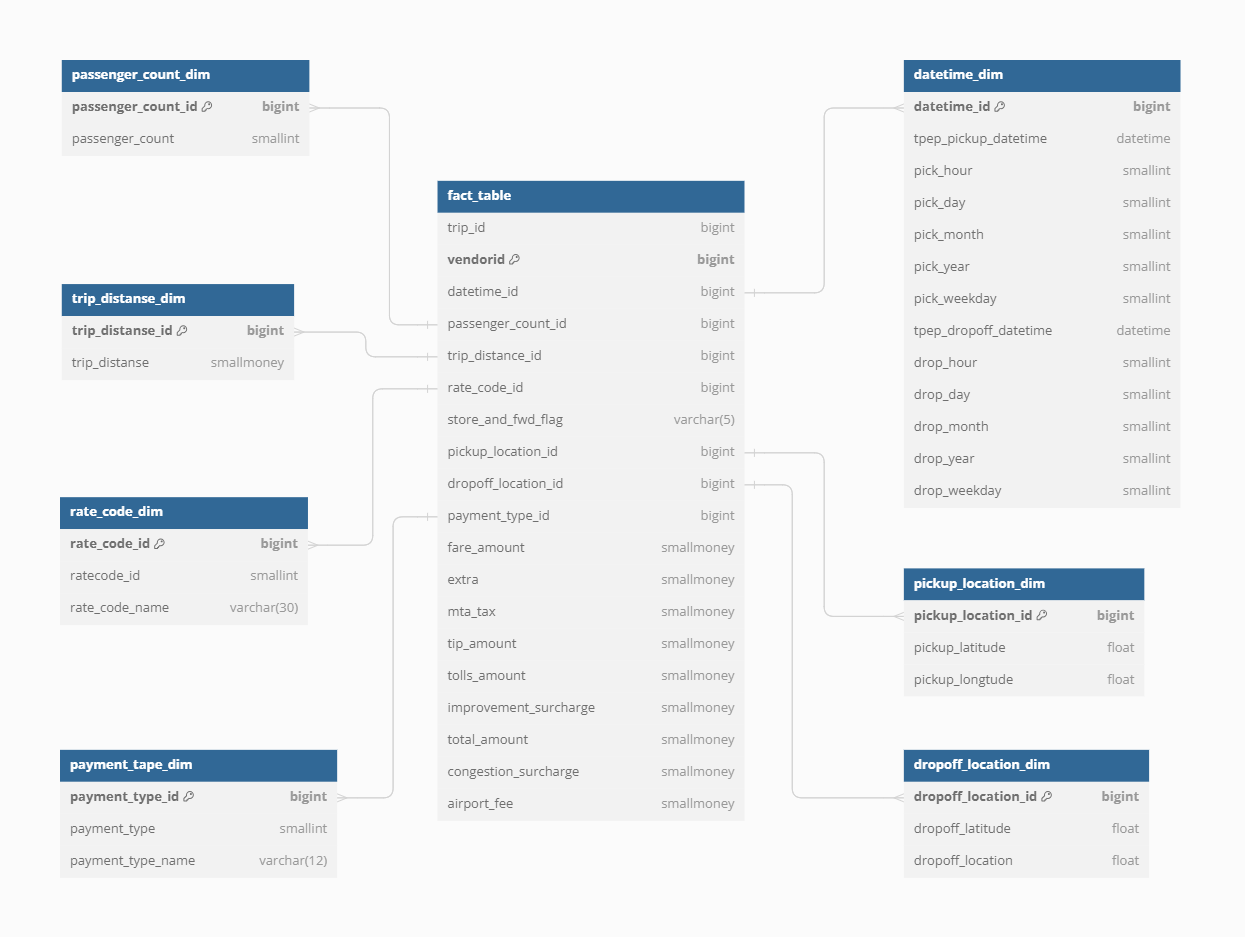 passenger_count_dim
passenger_count_id bigint
passenger_count smallint
trip_distanse_dim
trip_distanse_id bigint
trip_distanse smallmoney
rate_code_dim
rate_code_id bigint
ratecode_id smallint
rate_code_name varchar(30)
payment_tape_dim
payment_type_id bigint
payment_type smallint
payment_type_name varchar(12)
fact_table
trip_id bigint
vendorid bigint
datetime_id bigint
passenger_count_id bigint
trip_distance_id bigint
rate_code_id bigint
store_and_fwd_flag varchar(5)
pickup_location_id bigint
dropoff_location_id bigint
payment_type_id bigint
fare_amount smallmoney
extra smallmoney
mta_tax smallmoney
tip_amount smallmoney
tolls_amount smallmoney
improvement_surcharge smallmoney
total_amount smallmoney
congestion_surcharge smallmoney
airport_fee smallmoney
datetime_dim
datetime_id bigint
tpep_pickup_datetime datetime
pick_hour smallint
pick_day smallint
pick_month smallint
pick_year smallint
pick_weekday smallint
tpep_dropoff_datetime datetime
drop_hour smallint
drop_day smallint
drop_month smallint
drop_year smallint
drop_weekday smallint
pickup_location_dim
pickup_location_id bigint
pickup_latitude float
pickup_longtude float
dropoff_location_dim
dropoff_location_id bigint
dropoff_latitude float
dropoff_location float